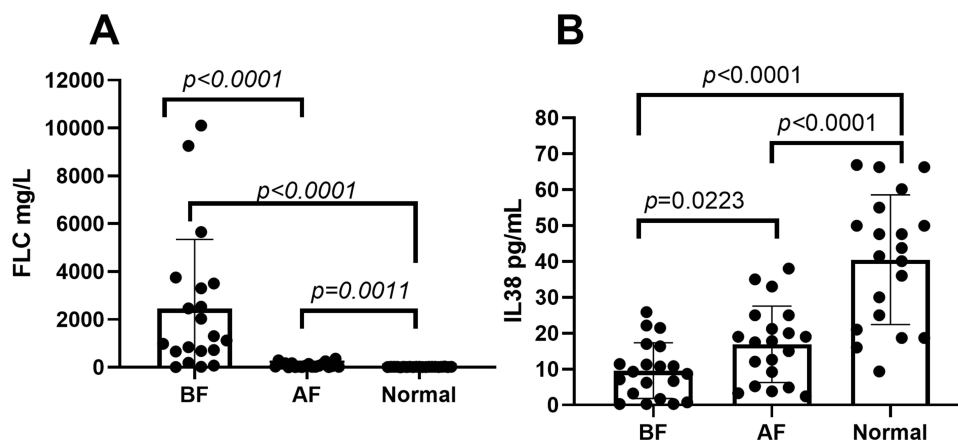 A
FLC mg/L
12000
10000
8000
6000
4000
2000
0
p<0.0001
p<0.0001
p=0.0011
BF AF Normal
B
IL38 pg/mL
80
70
60
50
40
30
20
10
0
p<0.0001
p<0.0001
p=0.0223
BF AF Normal